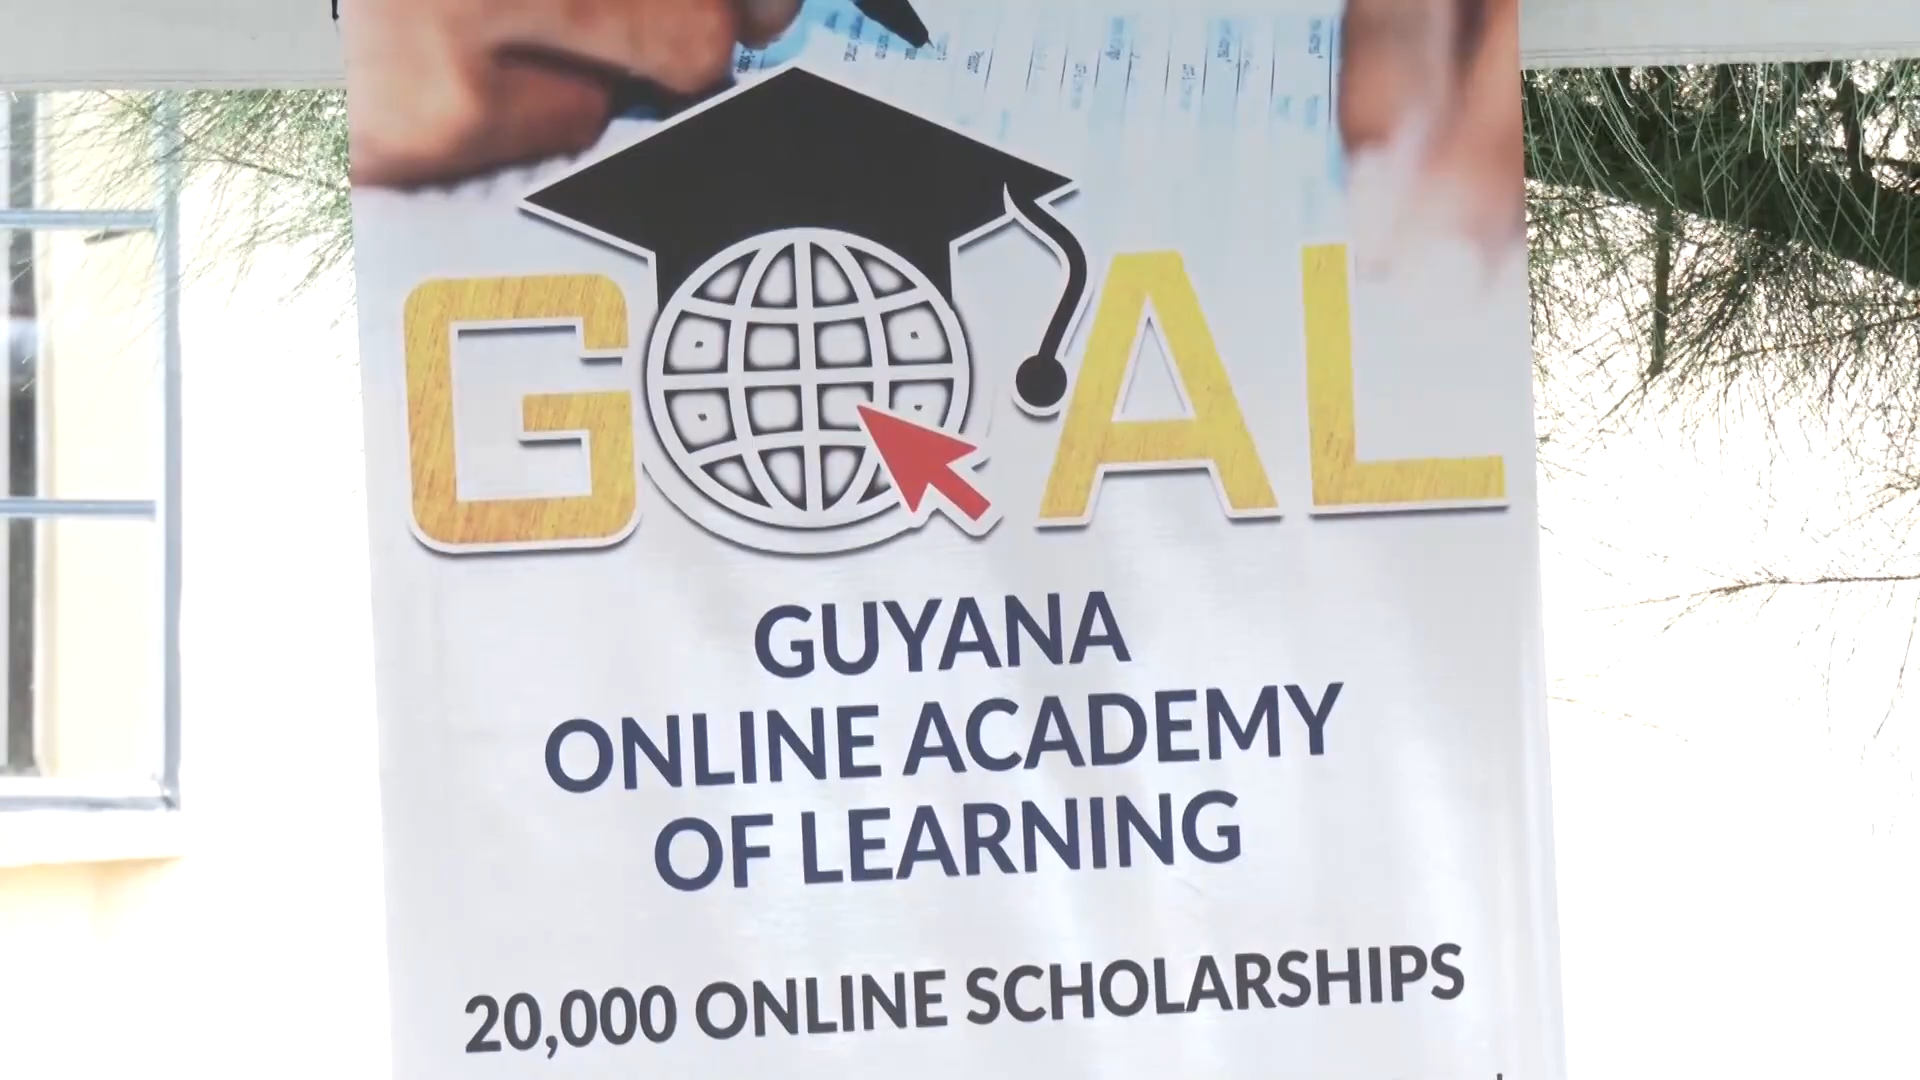 GOAL
GUYANA
ONLINE ACADEMY
OF LEARNING
20,000 ONLINE SCHOLARSHIPS